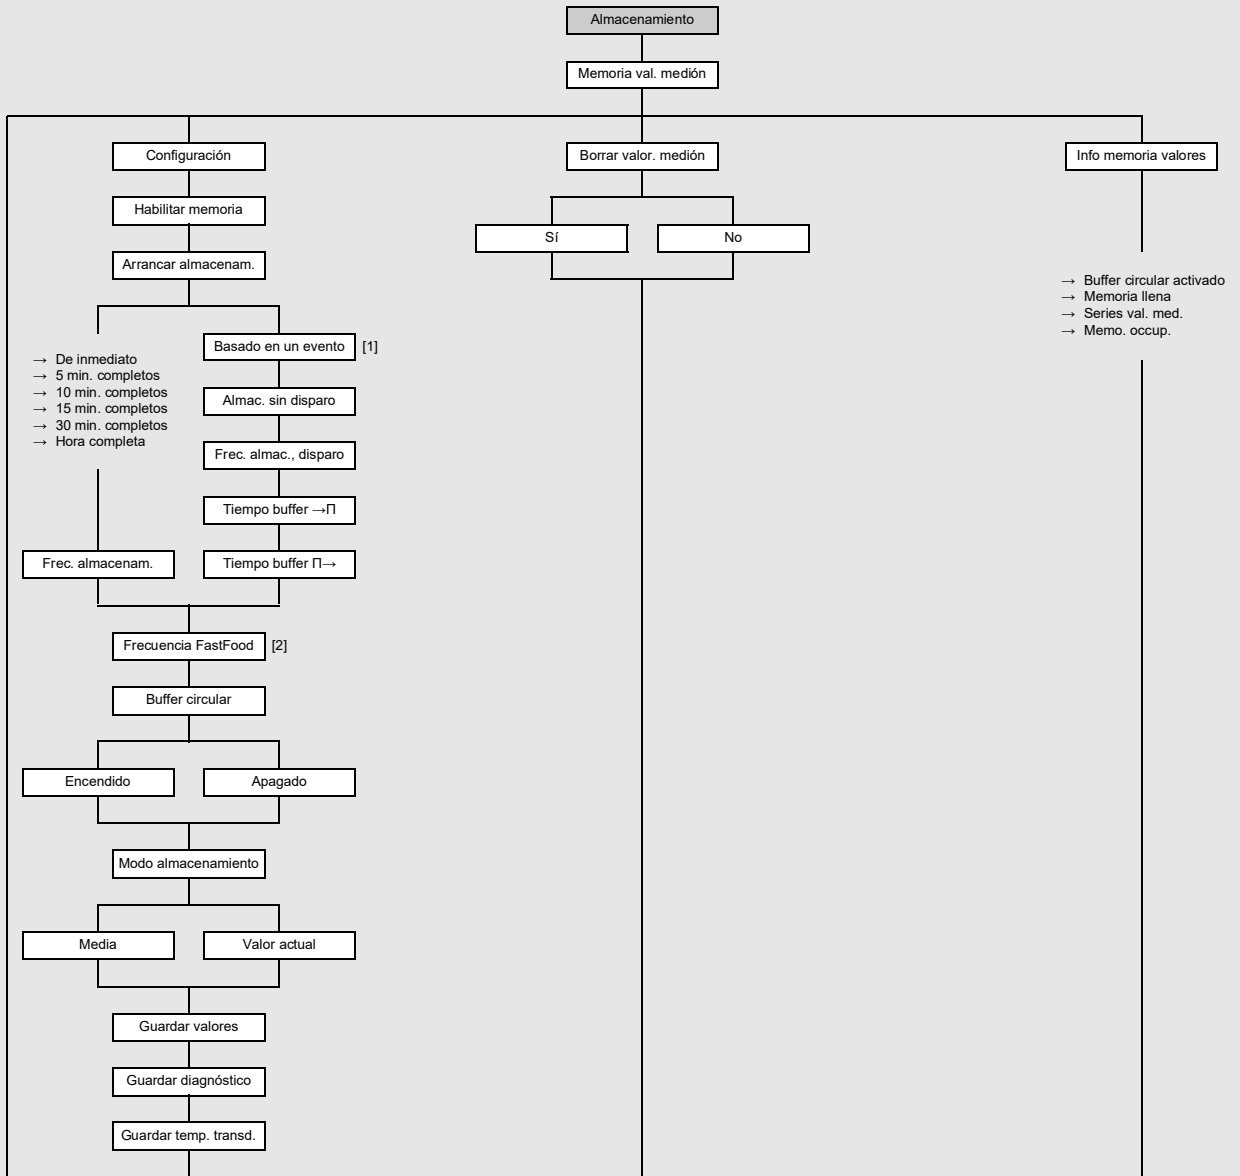 Almacenamiento
Memoria val. medión
Configuración
Borrar valor. medión
Info memoria valores
Habilitar memoria
Sí
No
Arrancar almacenam.
→ Buffer circular activado
→ Memoria llena
→ Series val. med.
→ Memo. occup.
→ De inmediato
→ 5 min. completos
→ 10 min. completos
→ 15 min. completos
→ 30 min. completos
→ Hora completa
Basado en un evento [1]
Almac. sin disparo
Frec. almac., disparo
Tiempo buffer →Π
Frec. almacenam.
Tiempo buffer Π→
Frecuencia FastFood [2]
Buffer circular
Encendido
Apagado
Modo almacenamiento
Media
Valor actual
Guardar valores
Guardar diagnóstico
Guardar temp. transd.